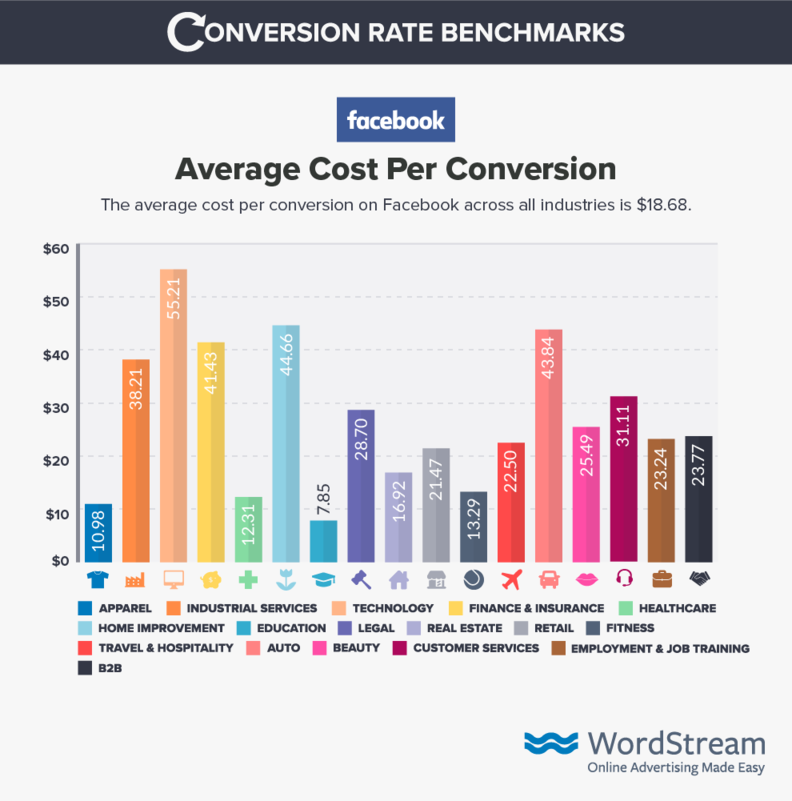 CONVERSION RATE BENCHMARKS
facebook
Average Cost Per Conversion
The average cost per conversion on Facebook across all industries is $18.68.
$60
$50
$40
$30
$20
$10
$0
10.98
38.21
55.21
41.43
12.31
44.66
7.85
28.70
16.92
21.47
13.29
22.50
43.84
25.49
31.11
23.24
23.77
APPAREL INDUSTRIAL SERVICES TECHNOLOGY FINANCE & INSURANCE HEALTHCARE
HOME IMPROVEMENT EDUCATION LEGAL REAL ESTATE RETAIL FITNESS
TRAVEL & HOSPITALITY AUTO BEAUTY CUSTOMER SERVICES EMPLOYMENT & JOB TRAINING
B2B
WordStream
Online Advertising Made Easy